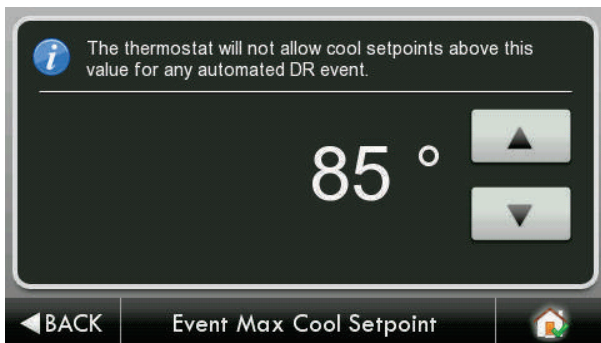 The thermostat will not allow cool setpoints above this
value for any automated DR event.
85 °
BACK
Event Max Cool Setpoint